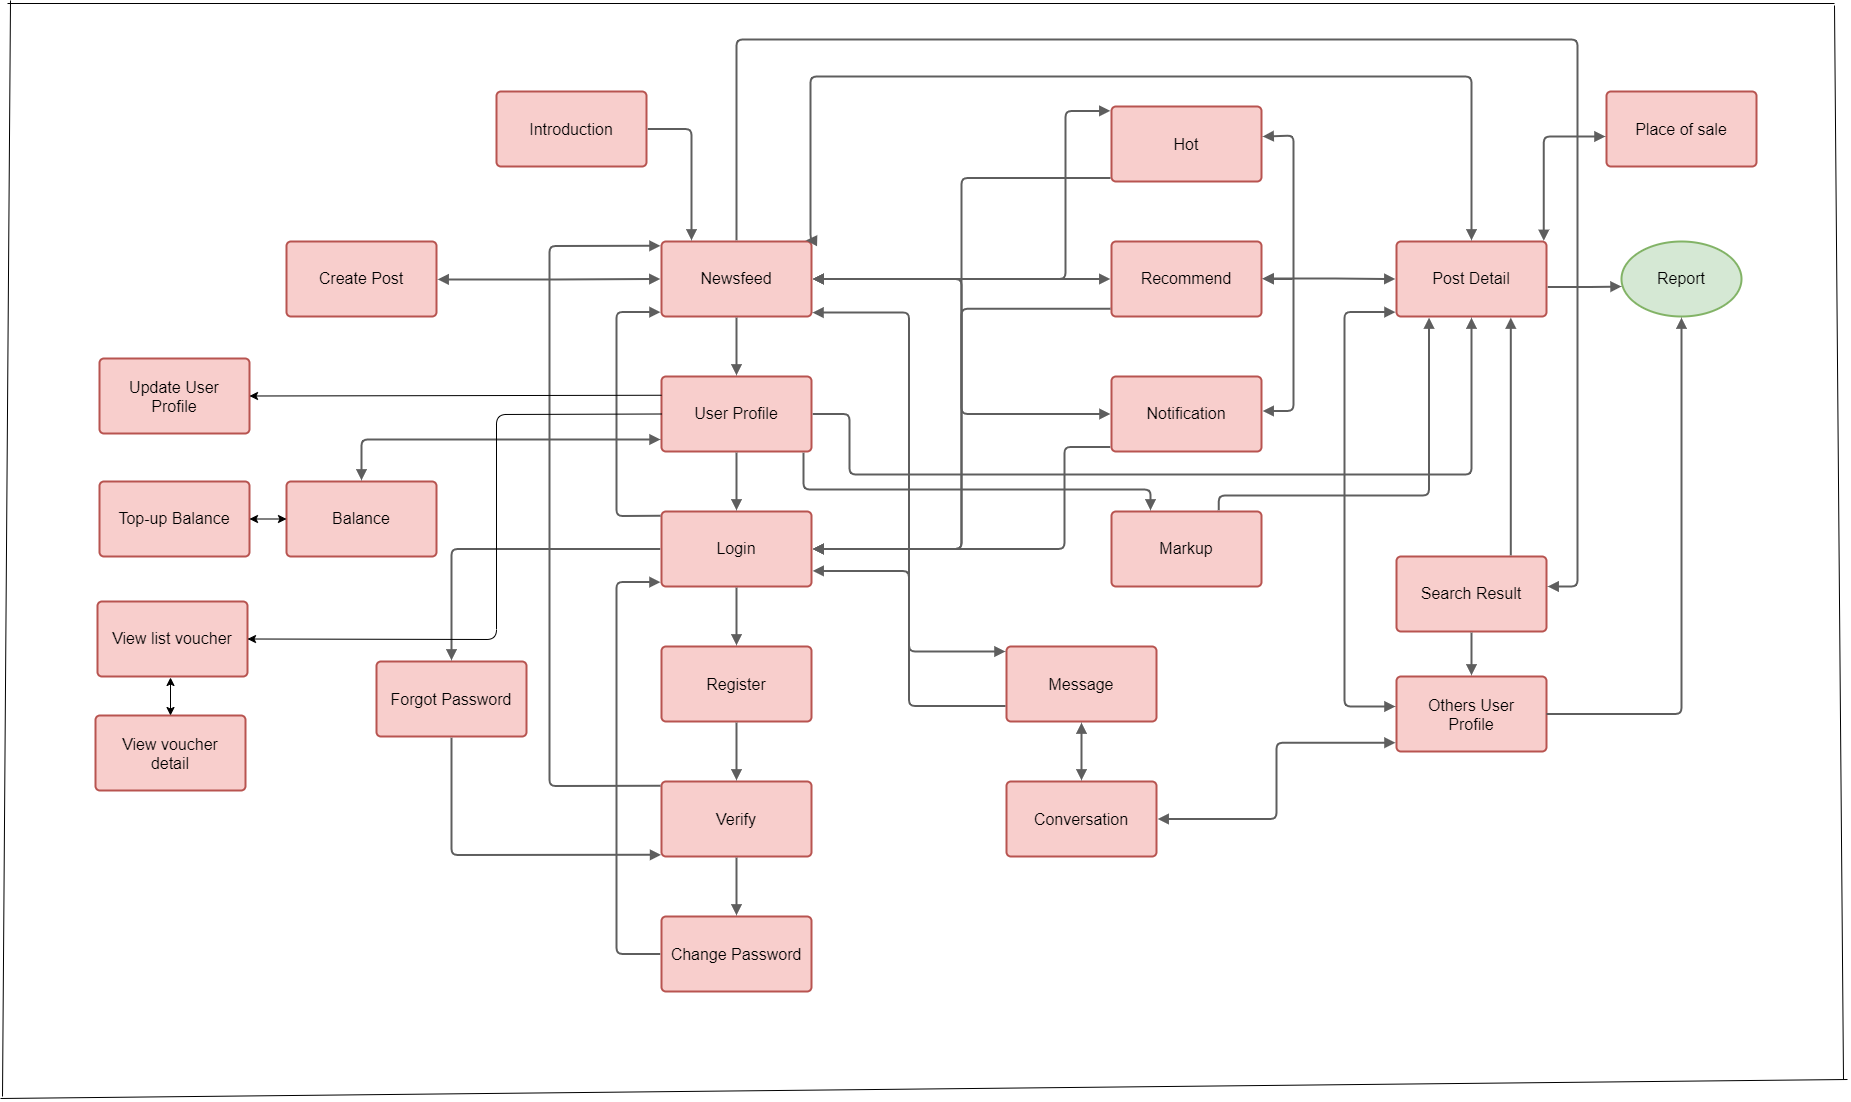 Introduction
Hot
Place of sale
Create Post
Newsfeed
Recommend
Post Detail
Report
Update User
Profile
User Profile
Notification
Top-up Balance
Balance
Login
Markup
Search Result
View list voucher
Forgot Password
Register
Message
Others User
Profile
View voucher
detail
Verify
Conversation
Change Password